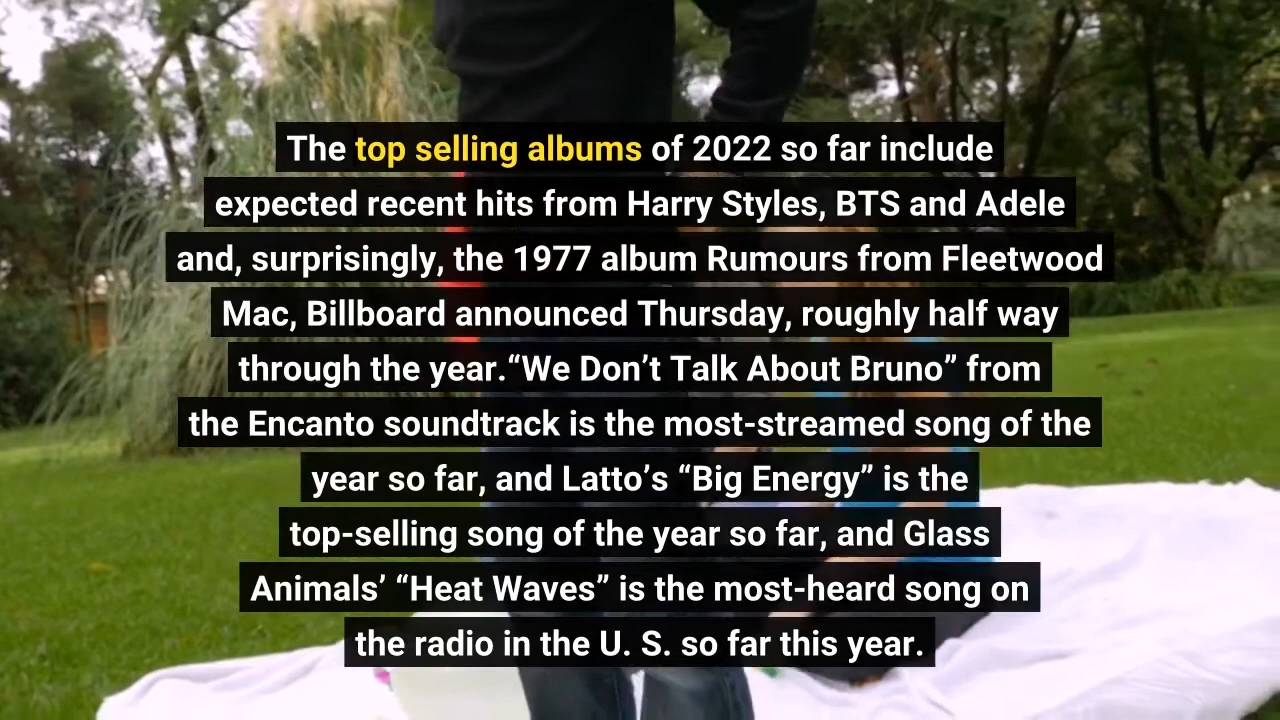 The top selling albums of 2022 so far include
expected recent hits from Harry Styles, BTS and Adele
and, surprisingly, the 1977 album Rumours from Fleetwood
Mac, Billboard announced Thursday, roughly half way
through the year.“We Don’t Talk About Bruno” from
the Encanto soundtrack is the most-streamed song of the
year so far, and Latto’s “Big Energy” is the
top-selling song of the year so far, and Glass
Animals’ “Heat Waves” is the most-heard song on
the radio in the U. S. so far this year.